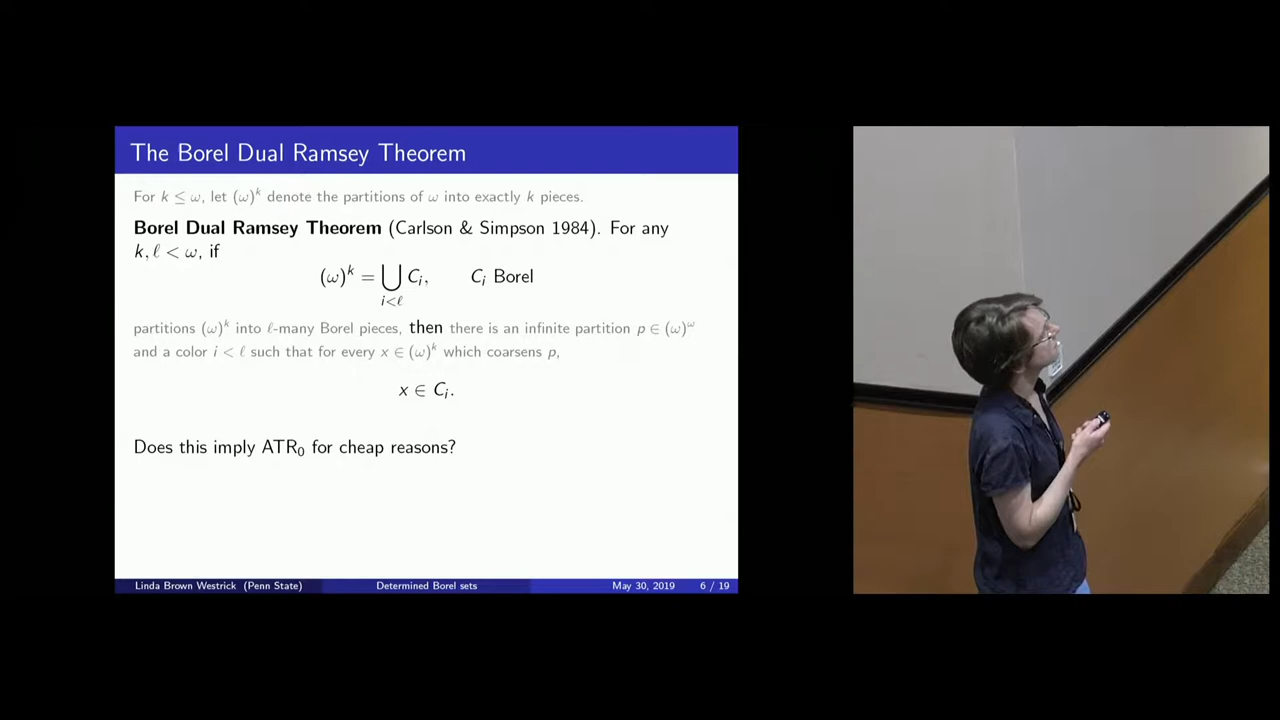 The Borel Dual Ramsey Theorem
For k ≤ ω, let (ω)^k denote the partitions of ω into exactly k pieces.
Borel Dual Ramsey Theorem (Carlson & Simpson 1984). For any
k, ℓ < ω, if
(ω)^k = ⋃_{i<ℓ} C_i, C_i Borel
partitions (ω)^k into ℓ-many Borel pieces, then there is an infinite partition p ∈ (ω)^ω
and a color i < ℓ such that for every x ∈ (ω)^k which coarsens p,
x ∈ C_i.
Does this imply ATR₀ for cheap reasons?
Linda Brown Westrick (Penn State) Determined Borel sets May 30, 2019 6 / 19